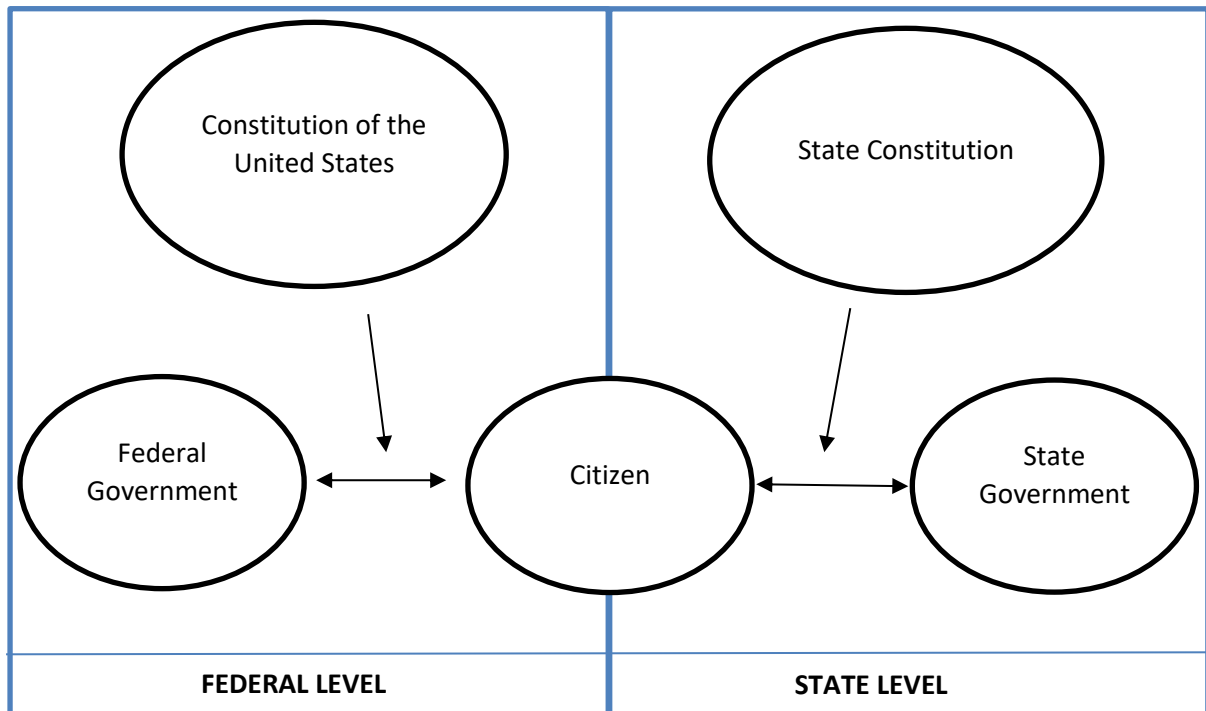 Constitution of the
United States
State Constitution
Federal
Government
Citizen
State
Government
FEDERAL LEVEL
STATE LEVEL